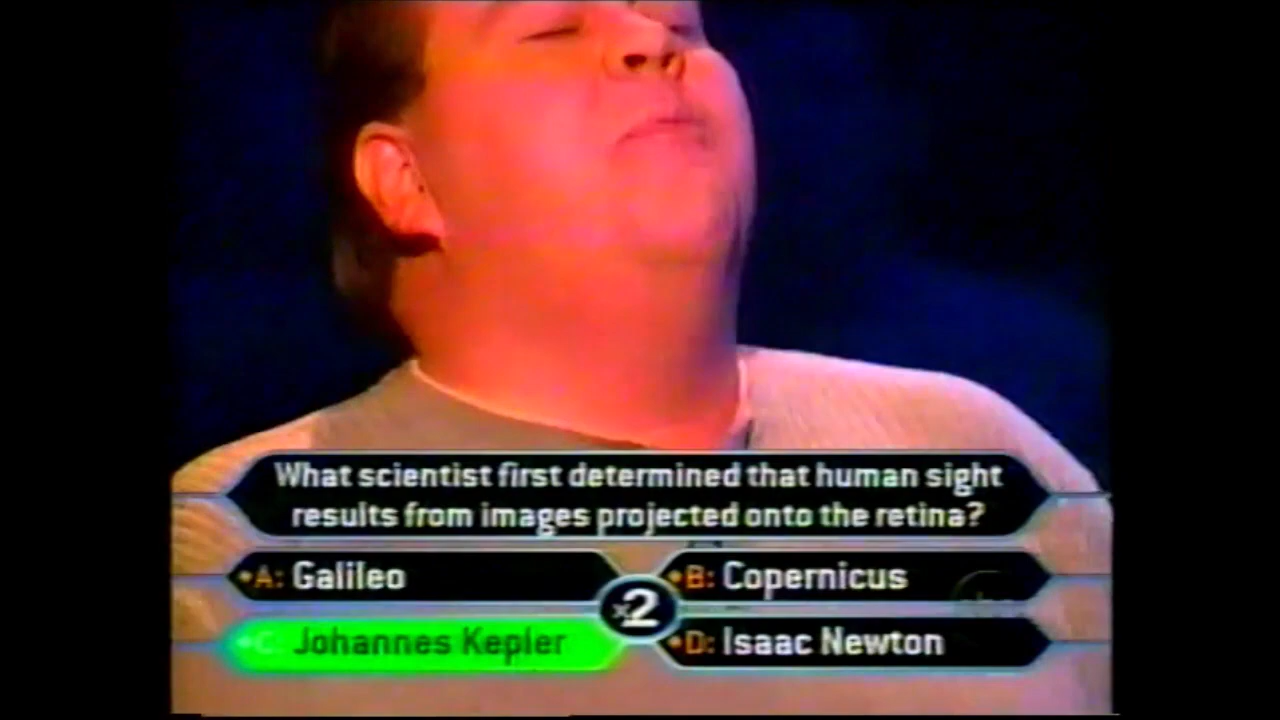 What scientist first determined that human sight
results from images projected onto the retina?
A: Galileo
B: Copernicus
x2
C: Johannes Kepler
D: Isaac Newton
abc